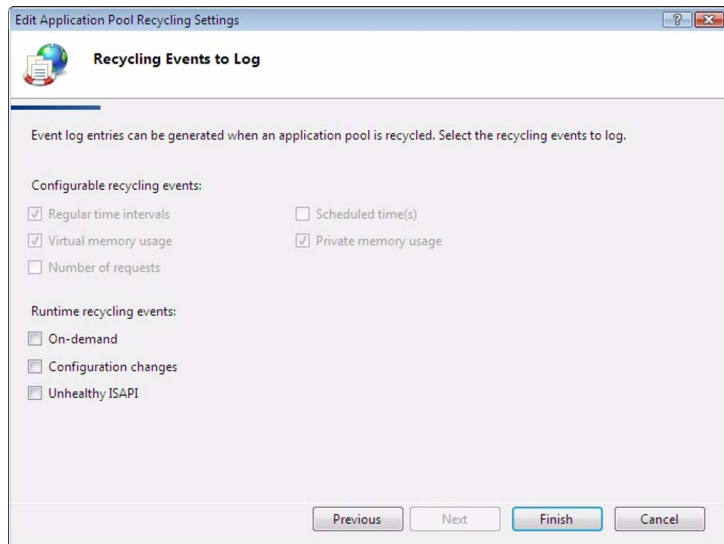 Edit Application Pool Recycling Settings
Recycling Events to Log
Event log entries can be generated when an application pool is recycled. Select the recycling events to log.
Configurable recycling events:
Regular time intervals
Scheduled time(s)
Virtual memory usage
Private memory usage
Number of requests
Runtime recycling events:
On-demand
Configuration changes
Unhealthy ISAPI
Previous
Next
Finish
Cancel